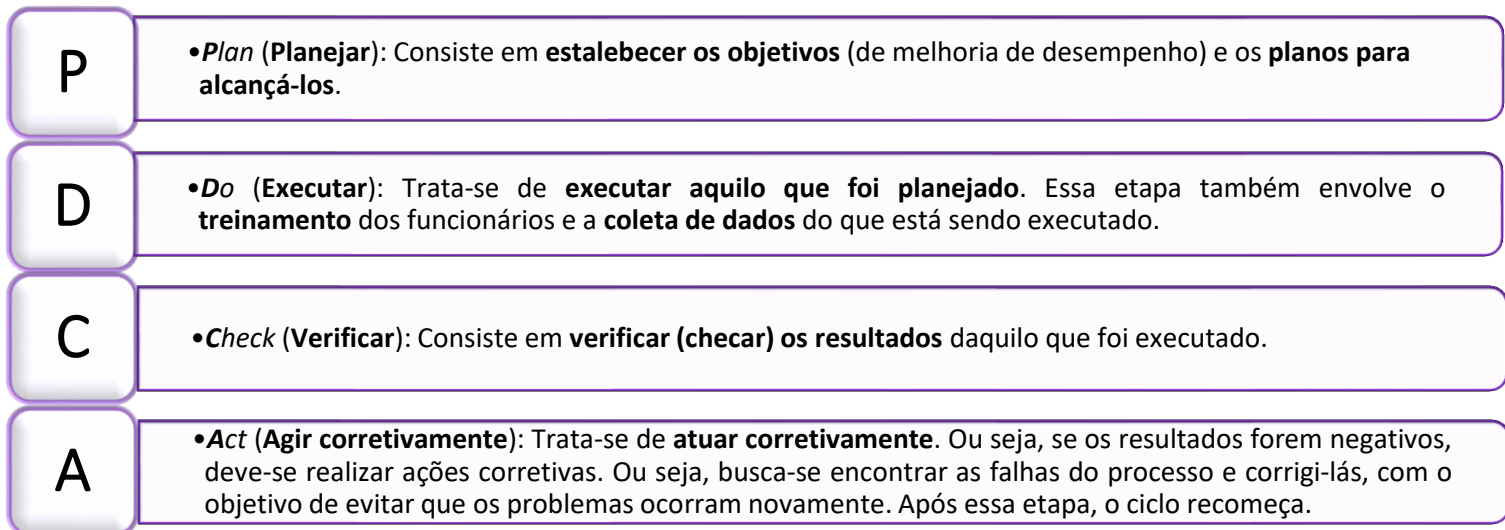 P
•Plan (Planejar): Consiste em estalebecer os objetivos (de melhoria de desempenho) e os planos para
alcançá-los.
D
•Do (Executar): Trata-se de executar aquilo que foi planejado. Essa etapa também envolve o
treinamento dos funcionários e a coleta de dados do que está sendo executado.
C
•Check (Verificar): Consiste em verificar (checar) os resultados daquilo que foi executado.
A
•Act (Agir corretivamente): Trata-se de atuar corretivamente. Ou seja, se os resultados forem negativos,
deve-se realizar ações corretivas. Ou seja, busca-se encontrar as falhas do processo e corrigi-lás, com o
objetivo de evitar que os problemas ocorram novamente. Após essa etapa, o ciclo recomeça.